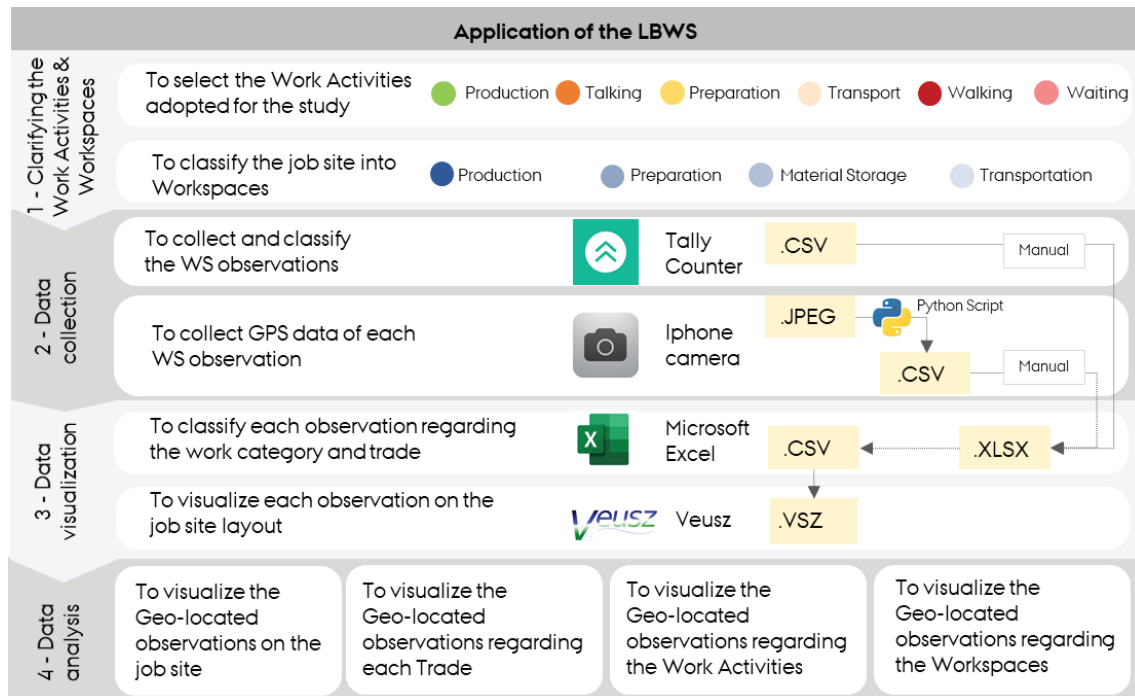 Application of the LBWS
1 - Clarifying the
Work Activities &
Workspaces
To select the Work Activities
adopted for the study
Production
Talking
Preparation
Transport
Walking
Waiting
To classify the job site into
Workspaces
Production
Preparation
Material Storage
Transportation
2 - Data
collection
To collect and classify
the WS observations
Tally
Counter
.CSV
Manual
To collect GPS data of each
WS observation
Iphone
camera
.JPEG
Python Script
.CSV
Manual
3 - Data
visualization
To classify each observation regarding
the work category and trade
X
Microsoft
Excel
.CSV
.XLSX
To visualize each observation on the
job site layout
Veusz
Veusz
.VSZ
4 - Data
analysis
To visualize the
Geo-located
observations on the
job site
To visualize the
Geo-located
observations regarding
each Trade
To visualize the
Geo-located
observations regarding
the Work Activities
To visualize the
Geo-located
observations regarding
the Workspaces